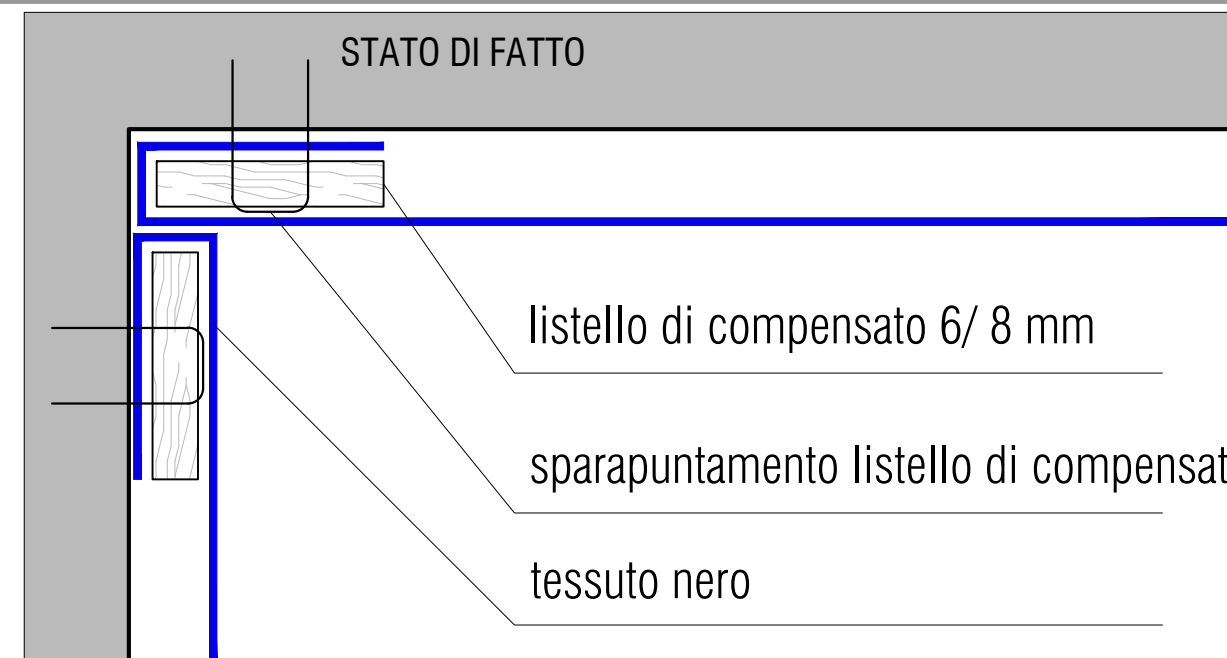 STATO DI FATTO
listello di compensato 6/ 8 mm
sparapuntamento listello di compensat
tessuto nero